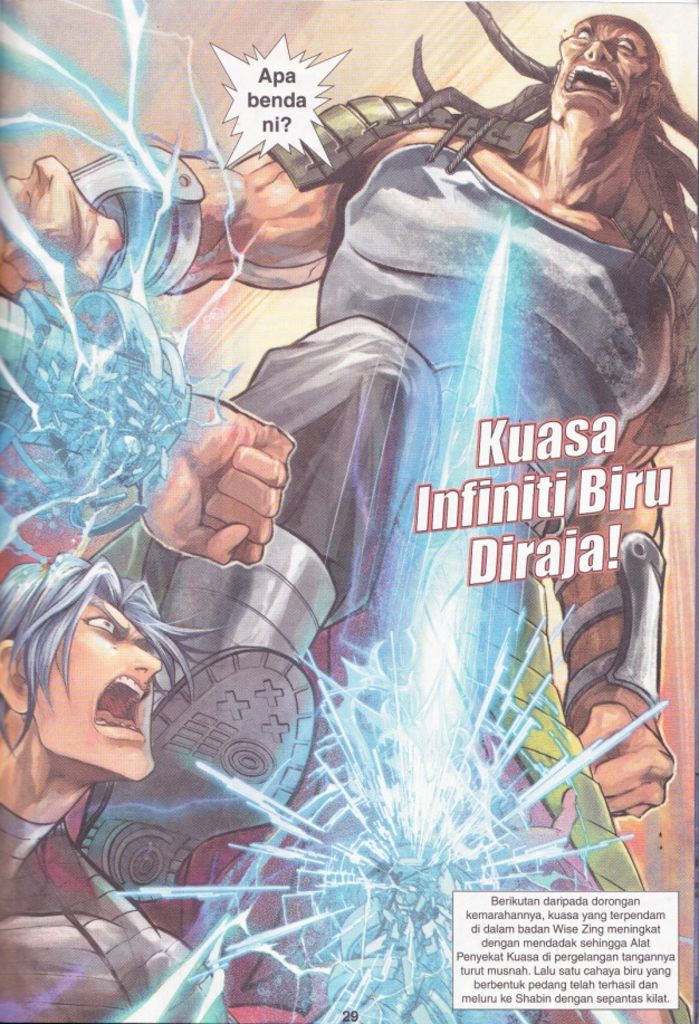 Apa
benda
ni?
Kuasa
Infiniti Biru
Diraja!
Berikutan daripada dorongan
kemarahannya, kuasa yang terpendam
di dalam badan Wise Zing meningkat
dengan mendadak sehingga Alat
Penyekat Kuasa di pergelangan tangannya
turut musnah. Lalu satu cahaya biru yang
berbentuk pedang telah terhasil dan
meluru ke Shabin dengan sepantas kilat.
29